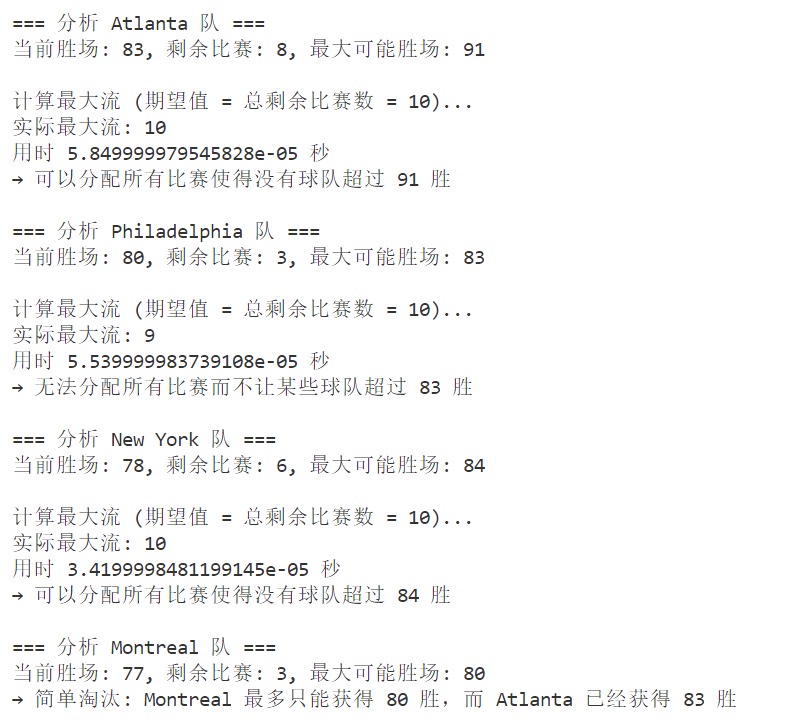 === 分析 Atlanta 队 ===
当前胜场: 83, 剩余比赛: 8, 最大可能胜场: 91
计算最大流 (期望值 = 总剩余比赛数 = 10)...
实际最大流: 10
用时 5.849999979545828e-05 秒
→ 可以分配所有比赛使得没有球队超过 91 胜
=== 分析 Philadelphia 队 ===
当前胜场: 80, 剩余比赛: 3, 最大可能胜场: 83
计算最大流 (期望值 = 总剩余比赛数 = 10)...
实际最大流: 9
用时 5.539999983739108e-05 秒
→ 无法分配所有比赛而不让某些球队超过 83 胜
=== 分析 New York 队 ===
当前胜场: 78, 剩余比赛: 6, 最大可能胜场: 84
计算最大流 (期望值 = 总剩余比赛数 = 10)...
实际最大流: 10
用时 3.4199998481199145e-05 秒
→ 可以分配所有比赛使得没有球队超过 84 胜
=== 分析 Montreal 队 ===
当前胜场: 77, 剩余比赛: 3, 最大可能胜场: 80
→ 简单淘汰: Montreal 最多只能获得 80 胜，而 Atlanta 已经获得 83 胜